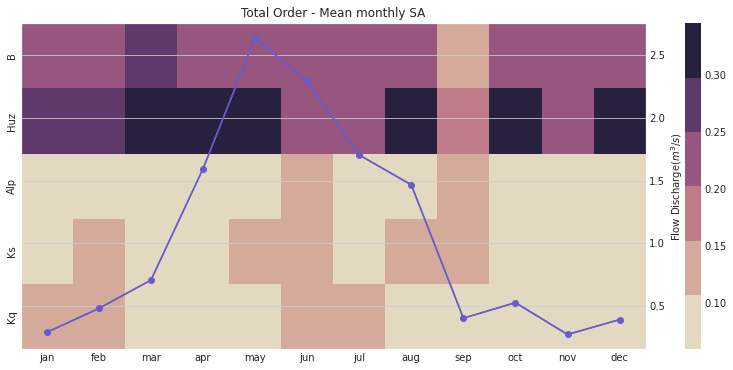 Total Order - Mean monthly SA
B
Huz
Alp
Ks
Kq
jan feb mar apr may jun jul aug sep oct nov dec
2.5
2.0
1.5
1.0
0.5
Flow Discharge(m³/s)
0.30
0.25
0.20
0.15
0.10